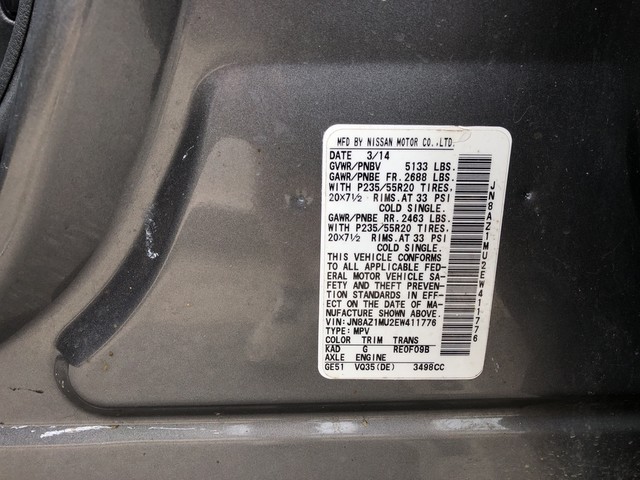 MFD BY NISSAN MOTOR CO.,LTD.
DATE 3/14
GVWR/PNBV 5133 LBS.
GAWR/PNBE FR. 2688 LBS.
WITH P235/55R20 TIRES,
20X7½ RIMS.AT 33 PSI
COLD SINGLE.
GAWR/PNBE RR. 2463 LBS.
WITH P235/55R20 TIRES,
20X7½ RIMS.AT 33 PSI
COLD SINGLE.
THIS VEHICLE CONFORMS
TO ALL APPLICABLE FED-
ERAL MOTOR VEHICLE SA-
FETY AND THEFT PREVEN-
TION STANDARDS IN EFF-
ECT ON THE DATE OF MA-
NUFACTURE SHOWN ABOVE.
VIN:JN8AZ1MU2EW411776
TYPE:MPV
COLOR TRIM TRANS
KAD G RE0F09B
AXLE ENGINE
GE51 VQ35(DE) 3498CC
JN8AZ1MU2EW411776